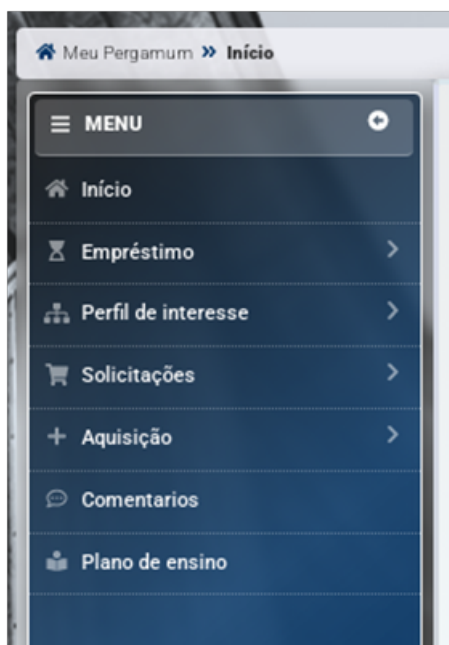 Meu Pergamum » Início
MENU
Início
Empréstimo
Perfil de interesse
Solicitações
Aquisição
Comentarios
Plano de ensino